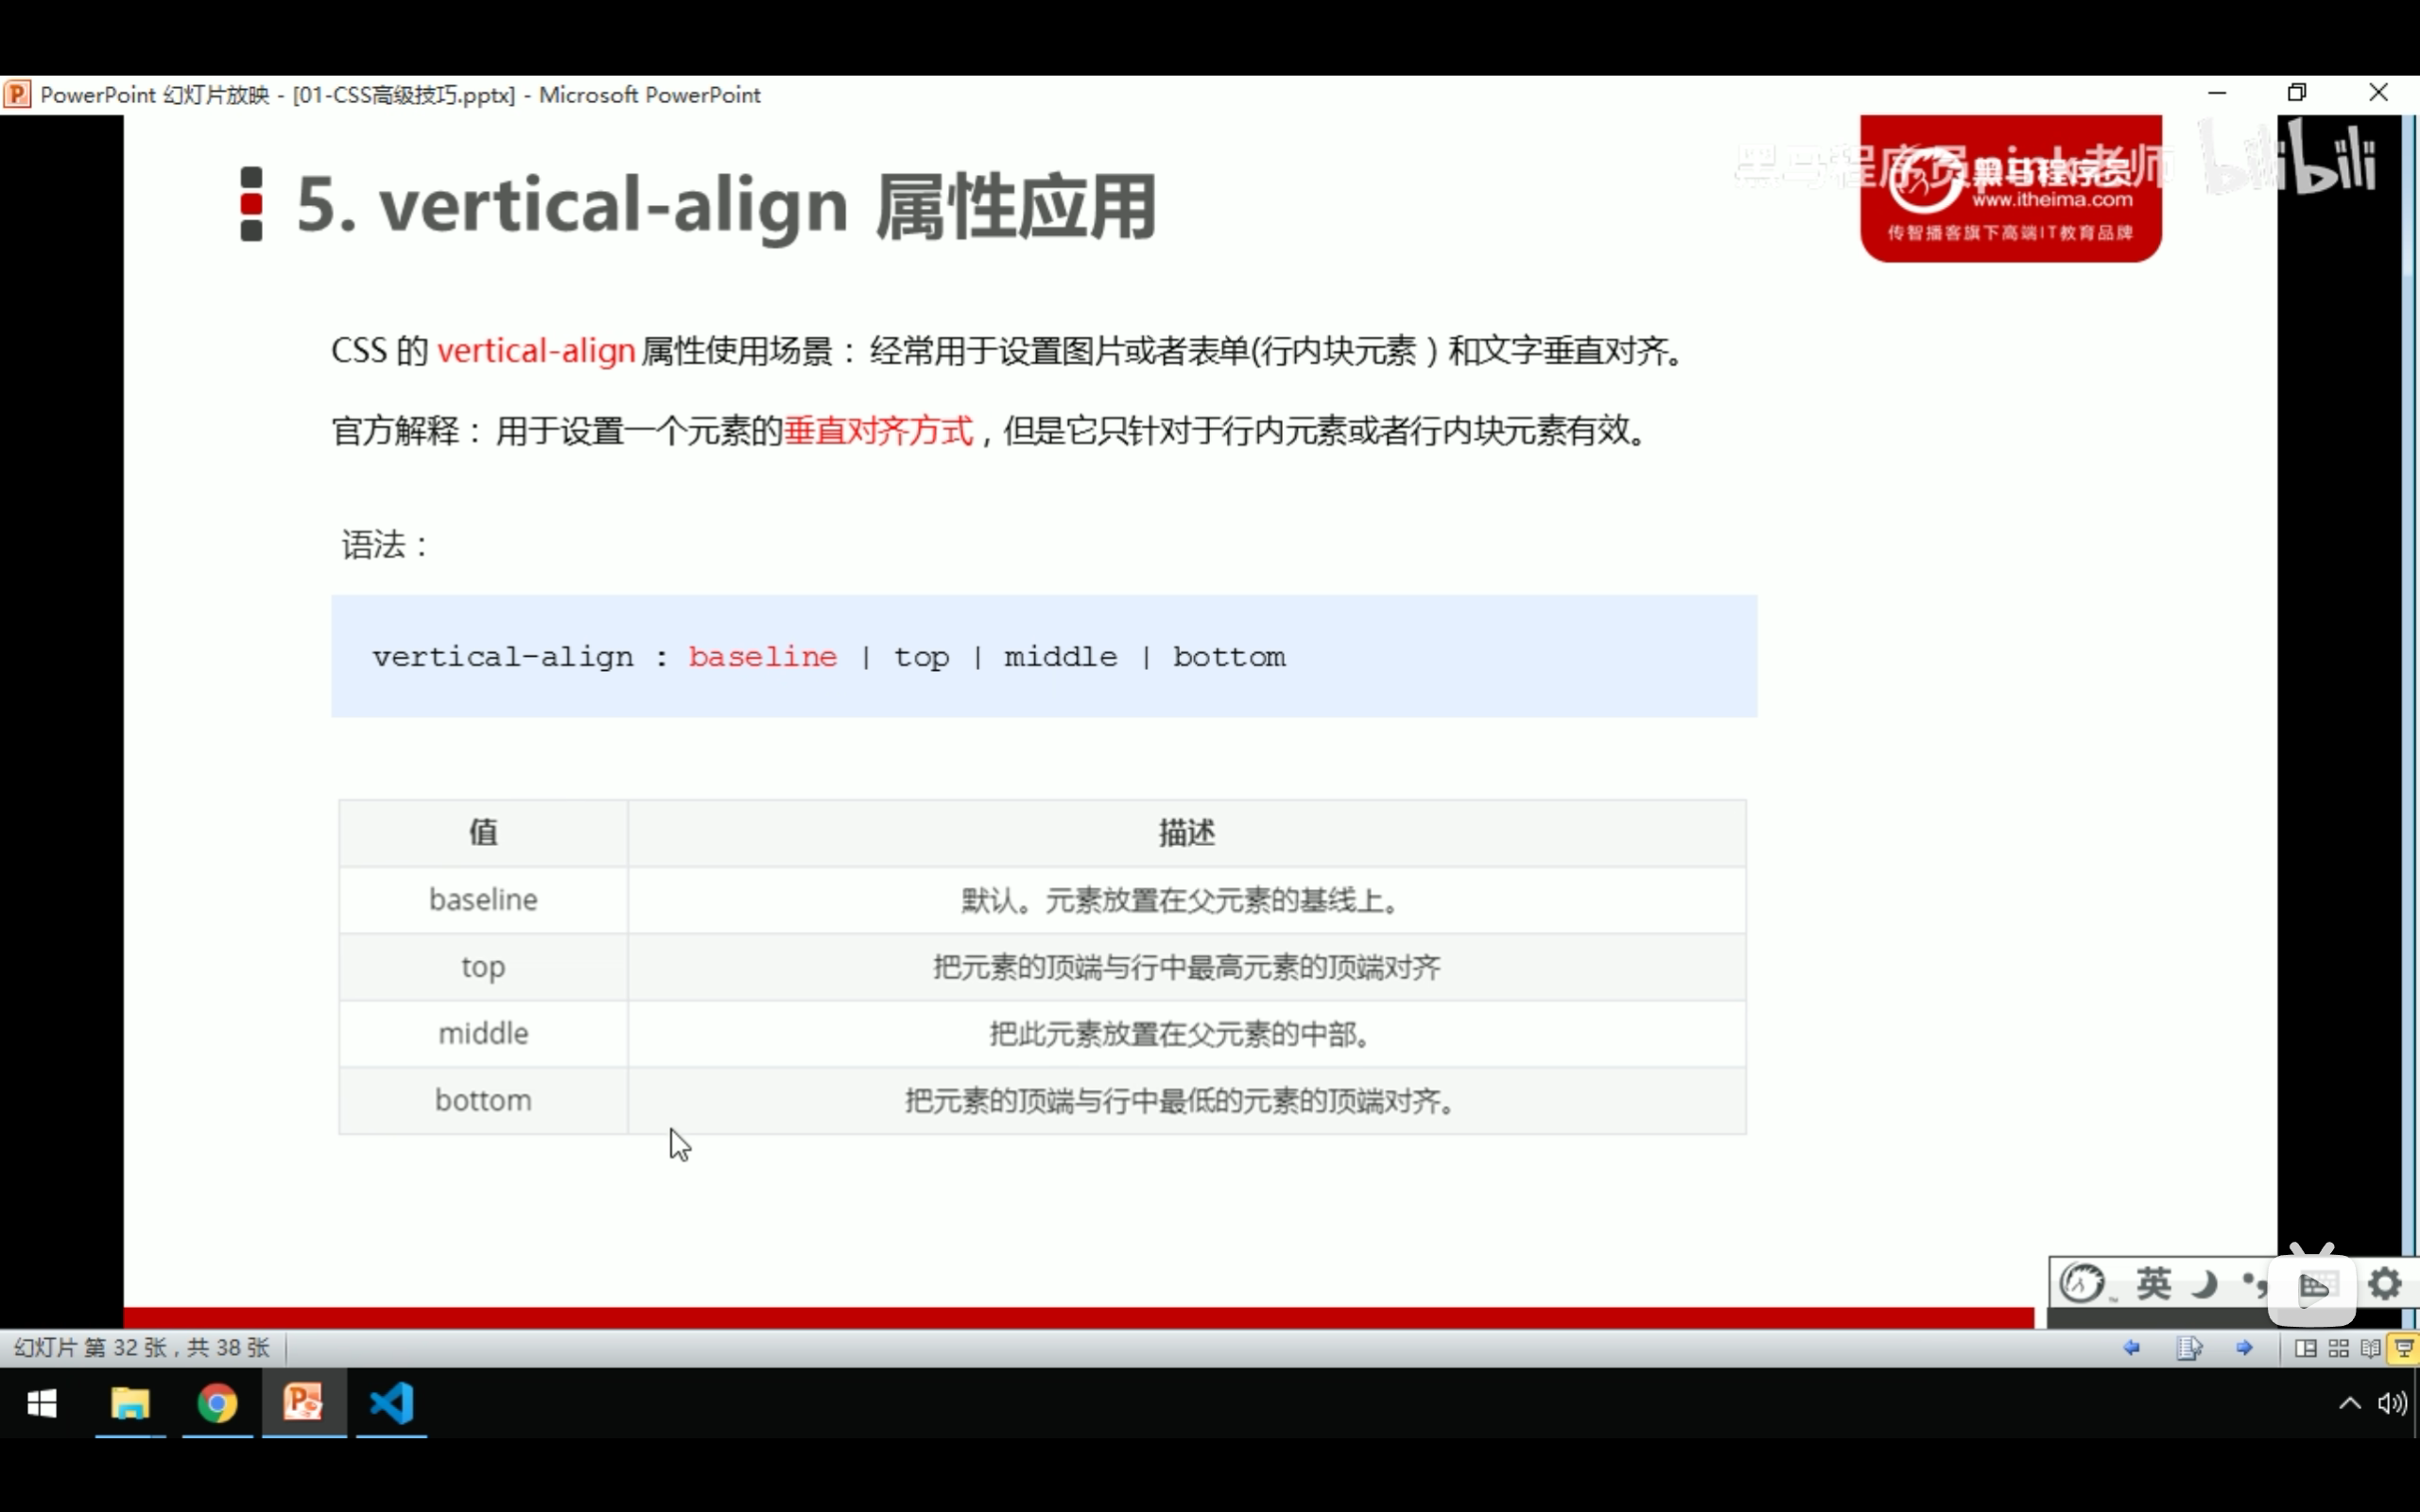 PowerPoint 幻灯片放映 - [01-CSS高级技巧.pptx] - Microsoft PowerPoint
5. vertical-align 属性应用
黑马程序员pink老师
bilibili
黑马程序员
www.itheima.com
传智播客旗下高端IT教育品牌
CSS 的 vertical-align 属性使用场景： 经常用于设置图片或者表单(行内块元素）和文字垂直对齐。
官方解释： 用于设置一个元素的垂直对齐方式，但是它只针对于行内元素或者行内块元素有效。
语法：
vertical-align : baseline | top | middle | bottom
值 描述
baseline 默认。元素放置在父元素的基线上。
top 把元素的顶端与行中最高元素的顶端对齐
middle 把此元素放置在父元素的中部。
bottom 把元素的顶端与行中最低的元素的顶端对齐。
英
幻灯片 第 32 张，共 38 张